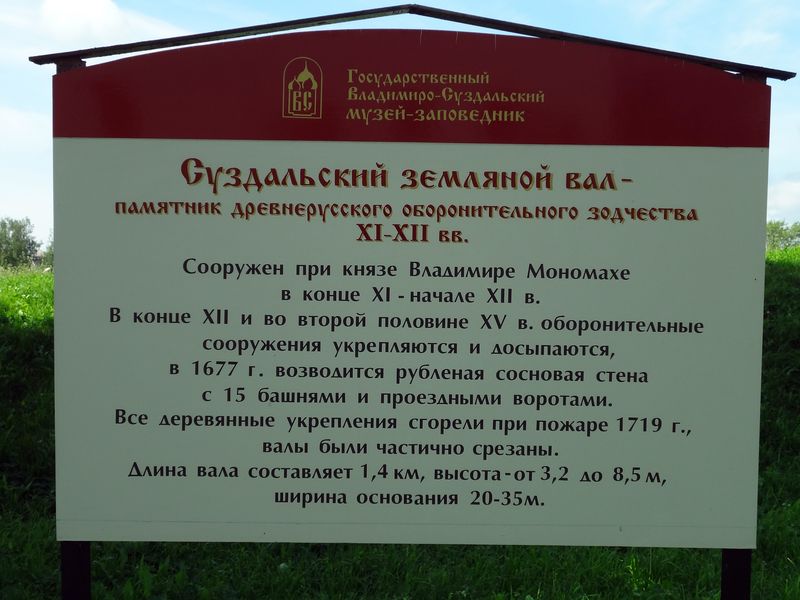 ВС
Государственный
Владимиро-Суздальский
музей-заповедник
Суздальский земляной вал-
памятник древнерусского оборонительного зодчества
XI-XII вв.
Сооружен при князе Владимире Мономахе
в конце XI - начале XII в.
В конце XII и во второй половине XV в. оборонительные
сооружения укрепляются и досыпаются,
в 1677 г. возводится рубленая сосновая стена
с 15 башнями и проездными воротами.
Все деревянные укрепления сгорели при пожаре 1719 г.,
валы были частично срезаны.
Длина вала составляет 1,4 км, высота-от 3,2 до 8,5 м,
ширина основания 20-35м.